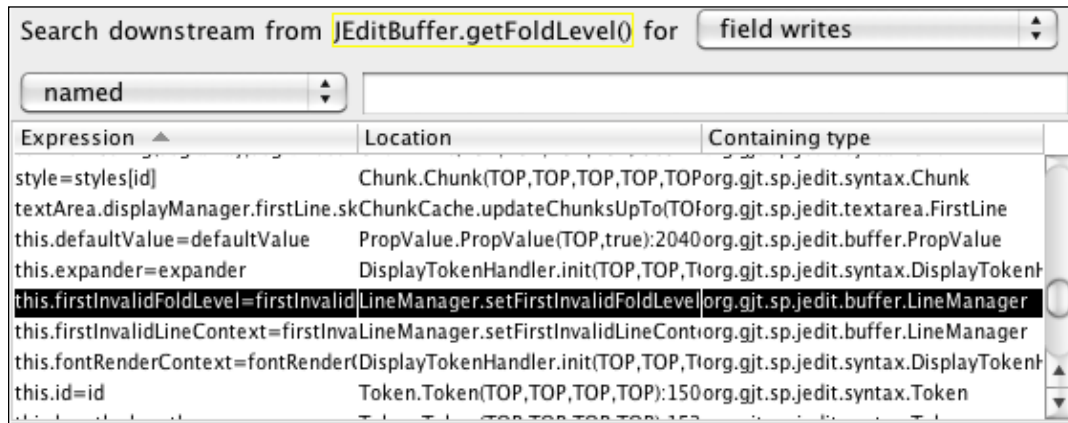 Search downstream from JEditBuffer.getFoldLevel() for field writes
named
Expression Location Containing type
style=styles[id] Chunk.Chunk(TOP,TOP,TOP,TOP,TOP org.gjt.sp.jedit.syntax.Chunk
textArea.displayManager.firstLine.sk ChunkCache.updateChunksUpTo(TOP org.gjt.sp.jedit.textarea.FirstLine
this.defaultValue=defaultValue PropValue.PropValue(TOP,true):2040 org.gjt.sp.jedit.buffer.PropValue
this.expander=expander DisplayTokenHandler.init(TOP,TOP,T org.gjt.sp.jedit.syntax.DisplayTokenH
this.firstInvalidFoldLevel=firstInvalid LineManager.setFirstInvalidFoldLevel org.gjt.sp.jedit.buffer.LineManager
this.firstInvalidLineContext=firstInva LineManager.setFirstInvalidLineConte org.gjt.sp.jedit.buffer.LineManager
this.fontRenderContext=fontRender( DisplayTokenHandler.init(TOP,TOP,T org.gjt.sp.jedit.syntax.DisplayTokenH
this.id=id Token.Token(TOP,TOP,TOP,TOP):150 org.gjt.sp.jedit.syntax.Token